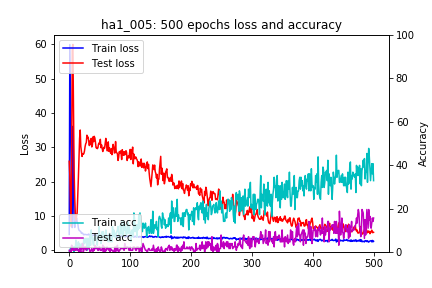 ha1_005: 500 epochs loss and accuracy
Train loss
Test loss
Train acc
Test acc
Loss
Accuracy
60
50
40
30
20
10
0
100
80
60
40
20
0
0 100 200 300 400 500